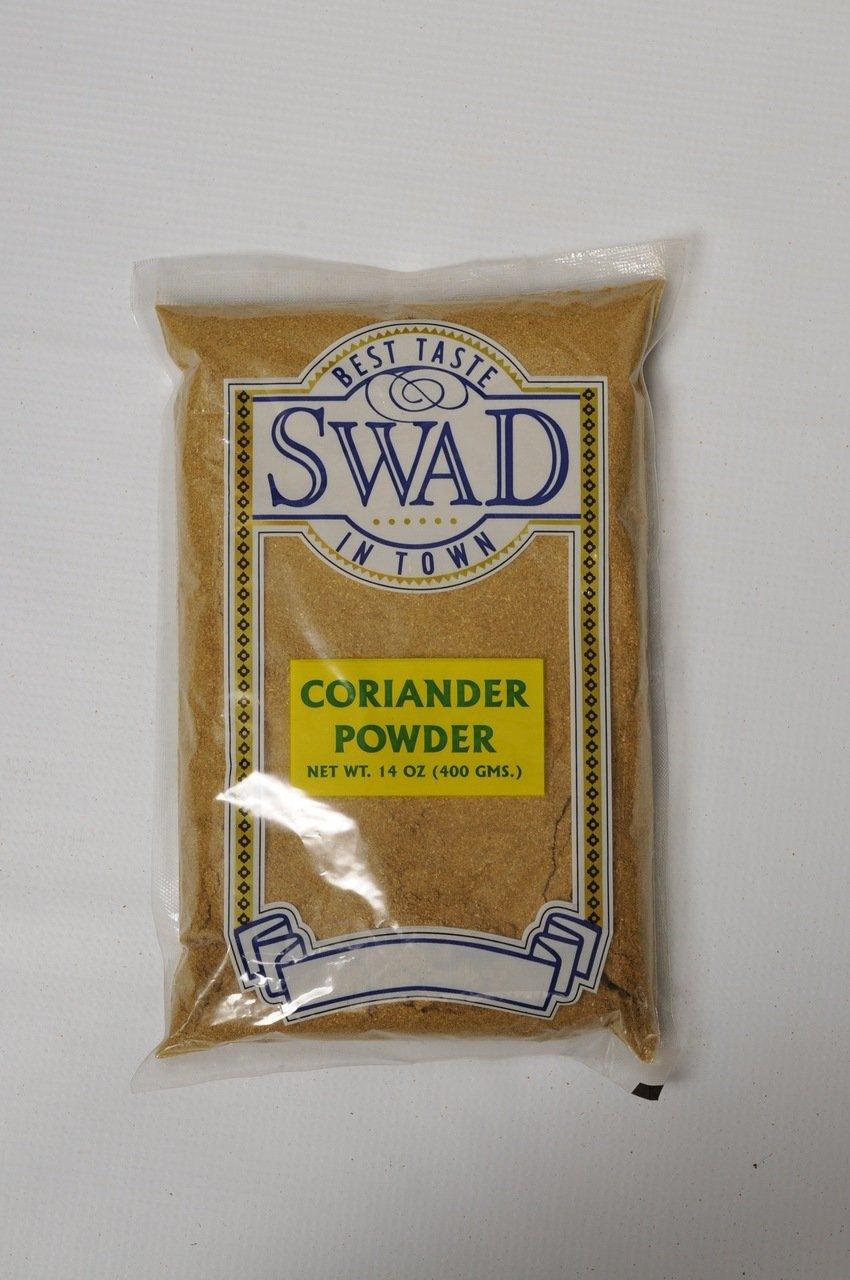 BEST TASTE
SWAD
IN TOWN
CORIANDER
POWDER
NET WT. 14 OZ (400 GMS.)